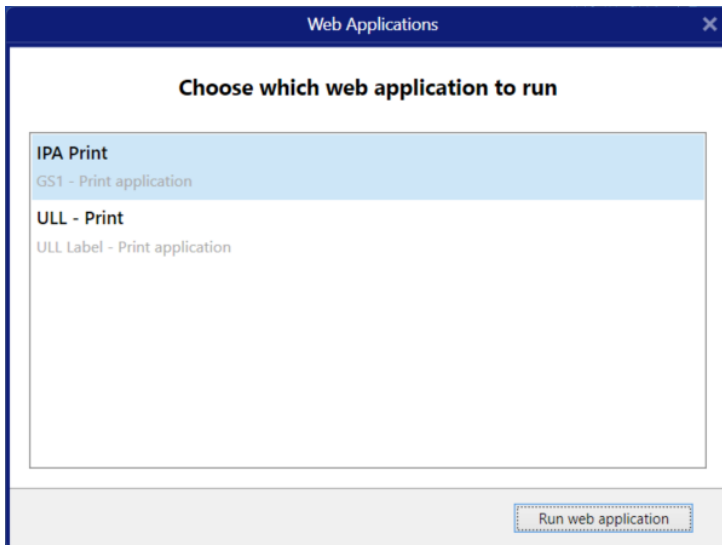 Web Applications
Choose which web application to run
IPA Print
GS1 - Print application
ULL - Print
ULL Label - Print application
Run web application